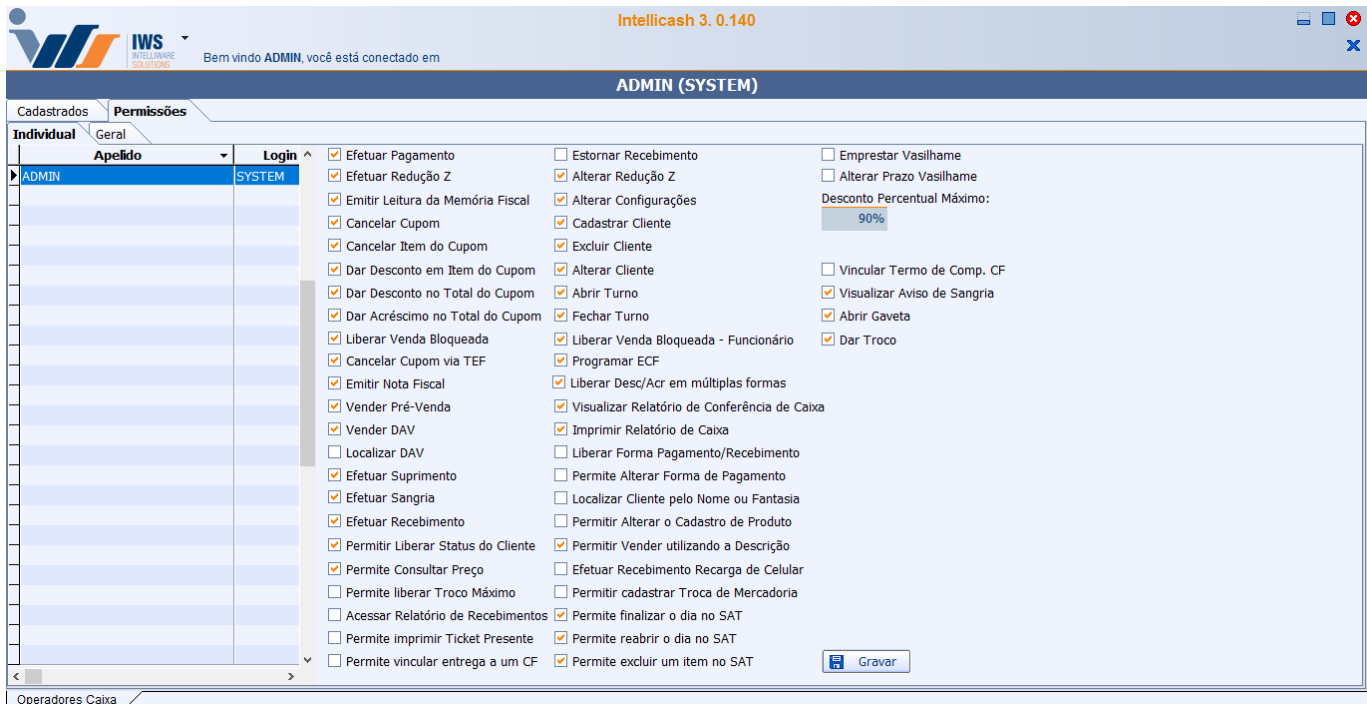 Intellicash 3. 0.140
IWS
INTELLIWARE
SOLUTIONS
Bem vindo ADMIN, você está conectado em
ADMIN (SYSTEM)
Cadastrados
Permissões
Individual
Geral
Apelido
Login
ADMIN
SYSTEM
Efetuar Pagamento
Efetuar Redução Z
Emitir Leitura da Memória Fiscal
Cancelar Cupom
Cancelar Item do Cupom
Dar Desconto em Item do Cupom
Dar Desconto no Total do Cupom
Dar Acréscimo no Total do Cupom
Liberar Venda Bloqueada
Cancelar Cupom via TEF
Emitir Nota Fiscal
Vender Pré-Venda
Vender DAV
Localizar DAV
Efetuar Suprimento
Efetuar Sangria
Efetuar Recebimento
Permitir Liberar Status do Cliente
Permite Consultar Preço
Permite liberar Troco Máximo
Acessar Relatório de Recebimentos
Permite imprimir Ticket Presente
Permite vincular entrega a um CF
Estornar Recebimento
Alterar Redução Z
Alterar Configurações
Cadastrar Cliente
Excluir Cliente
Alterar Cliente
Abrir Turno
Fechar Turno
Liberar Venda Bloqueada - Funcionário
Programar ECF
Liberar Desc/Acr em múltiplas formas
Visualizar Relatório de Conferência de Caixa
Imprimir Relatório de Caixa
Liberar Forma Pagamento/Recebimento
Permite Alterar Forma de Pagamento
Localizar Cliente pelo Nome ou Fantasia
Permitir Alterar o Cadastro de Produto
Permitir Vender utilizando a Descrição
Efetuar Recebimento Recarga de Celular
Permitir cadastrar Troca de Mercadoria
Permite finalizar o dia no SAT
Permite reabrir o dia no SAT
Permite excluir um item no SAT
Emprestar Vasilhame
Alterar Prazo Vasilhame
Desconto Percentual Máximo:
90%
Vincular Termo de Comp. CF
Visualizar Aviso de Sangria
Abrir Gaveta
Dar Troco
Gravar
Operadores Caixa